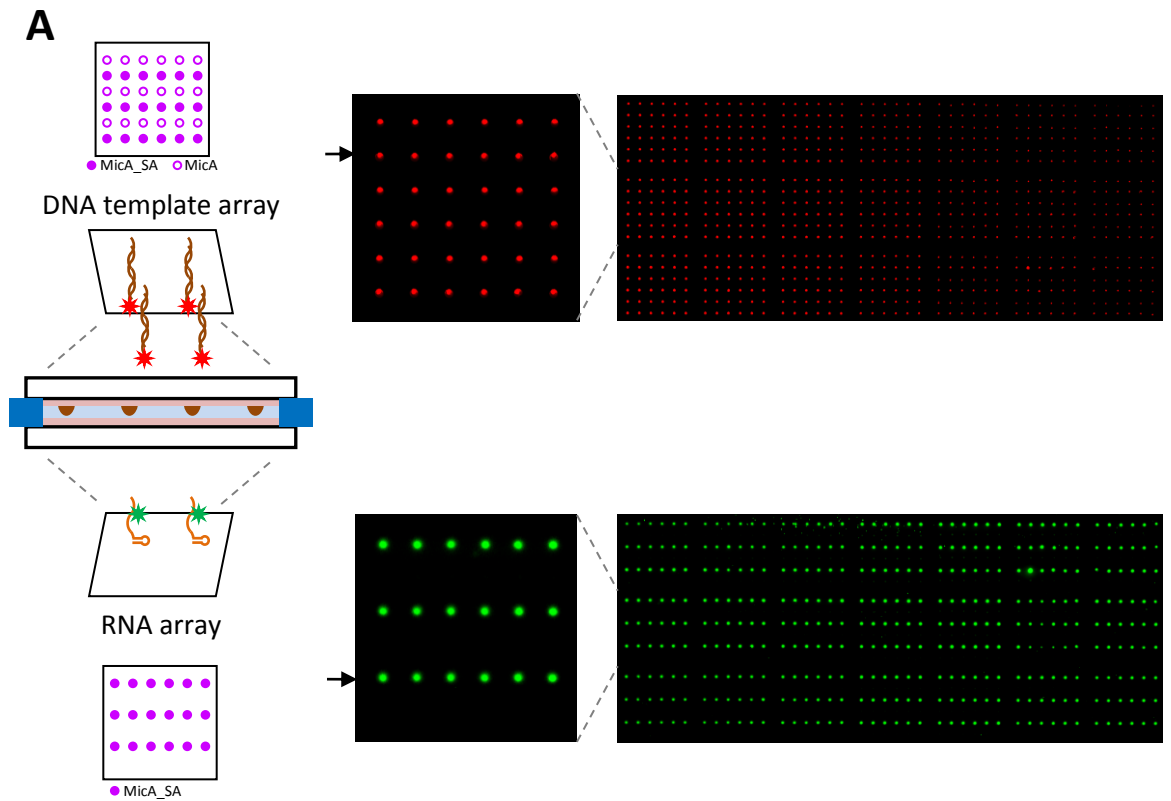 A
MicA_SA MicA
DNA template array
RNA array
MicA_SA